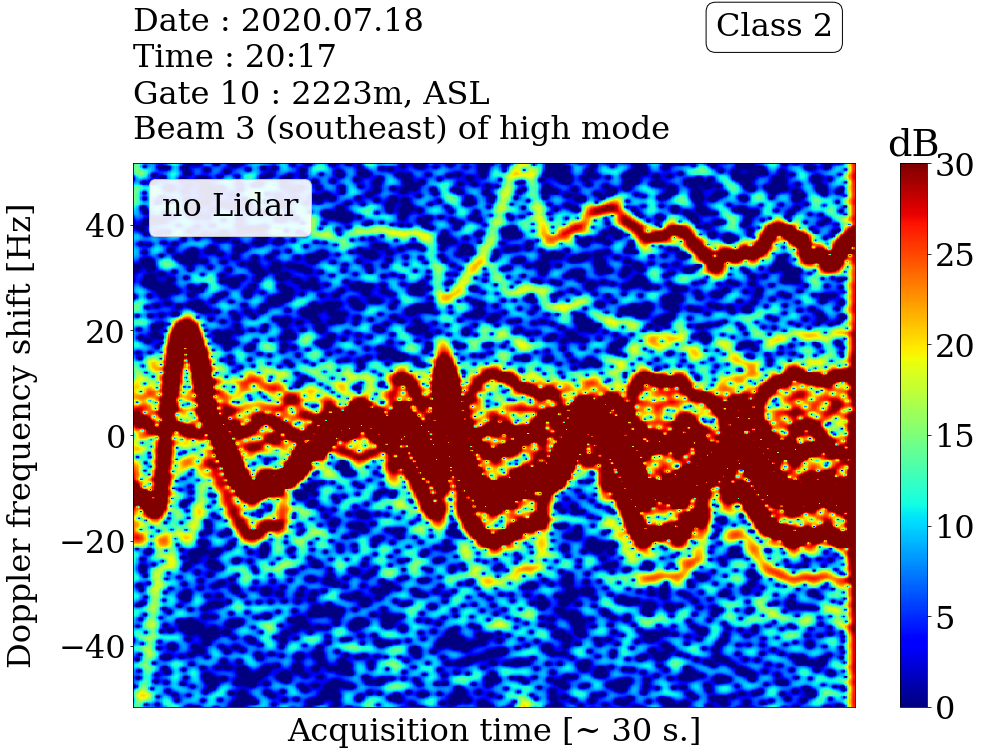 Date : 2020.07.18
Time : 20:17
Gate 10 : 2223m, ASL
Beam 3 (southeast) of high mode
Class 2
dB
no Lidar
Doppler frequency shift [Hz]
40
20
0
−20
−40
30
25
20
15
10
5
0
Acquisition time [~ 30 s.]